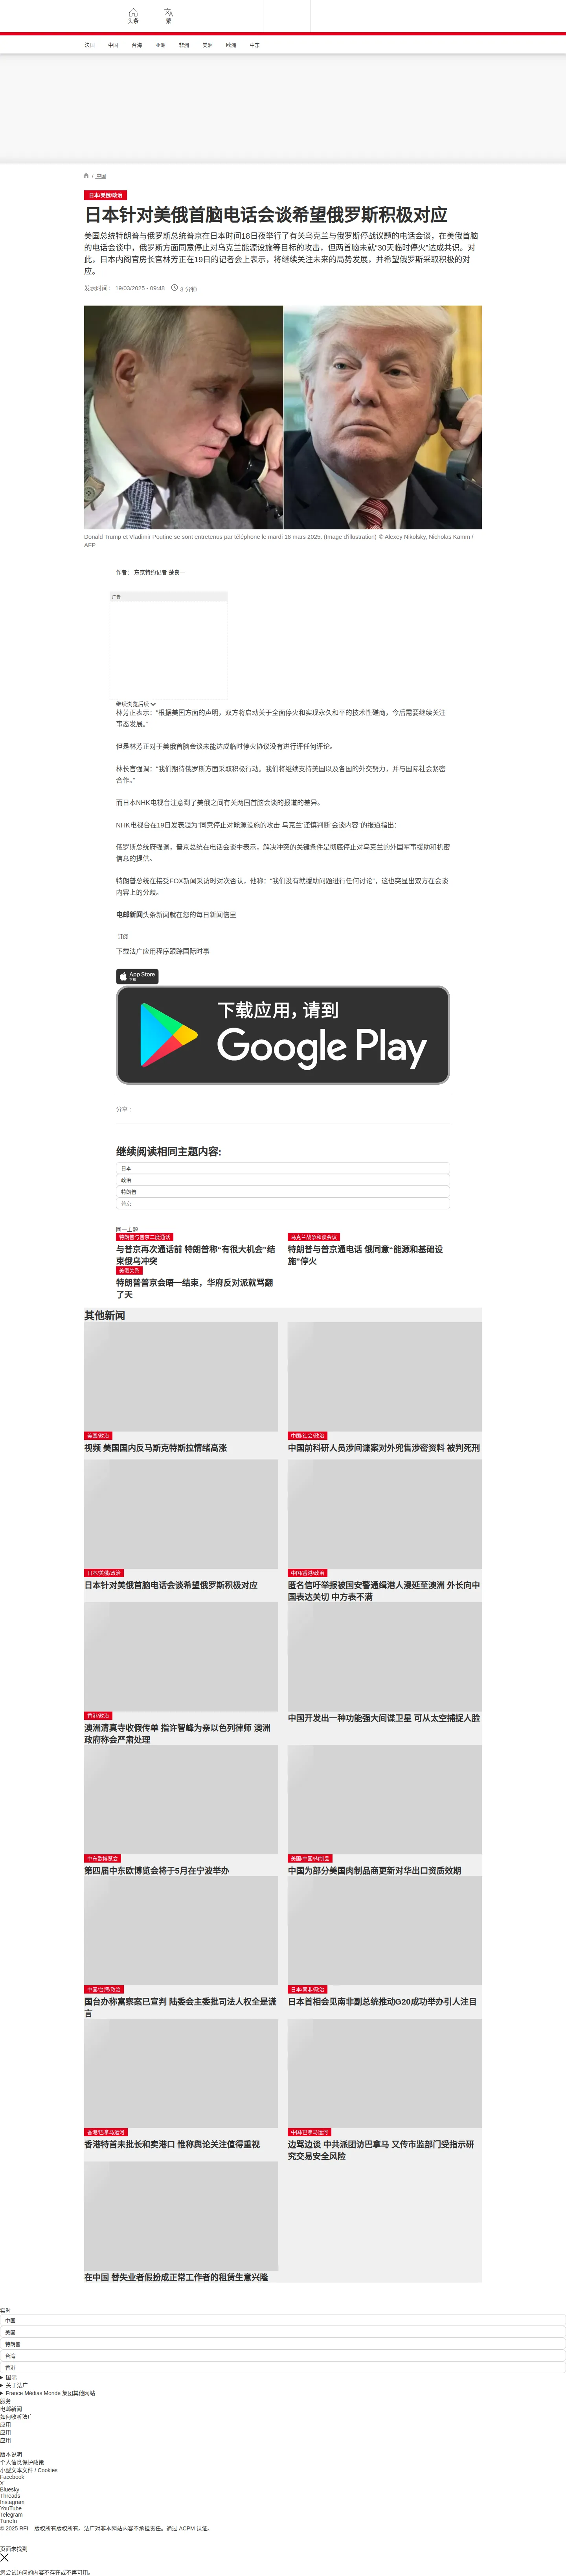 头条
繁
法国
中国
台海
亚洲
非洲
美洲
欧洲
中东
/ 中国
日本/美俄/政治
日本针对美俄首脑电话会谈希望俄罗斯积极对应
美国总统特朗普与俄罗斯总统普京在日本时间18日夜举行了有关乌克兰与俄罗斯停战议题的电话会谈，在美俄首脑
的电话会谈中，俄罗斯方面同意停止对乌克兰能源设施等目标的攻击，但两首脑未就“30天临时停火”达成共识。对
此，日本内阁官房长官林芳正在19日的记者会上表示，将继续关注未来的局势发展，并希望俄罗斯采取积极的对
应。
发表时间： 19/03/2025 - 09:48 3 分钟
Donald Trump et Vladimir Poutine se sont entretenus par téléphone le mardi 18 mars 2025. (Image d'illustration) © Alexey Nikolsky, Nicholas Kamm /
AFP
作者： 东京特约记者 楚良一
广告
继续浏览后续
林芳正表示：“根据美国方面的声明，双方将启动关于全面停火和实现永久和平的技术性磋商，今后需要继续关注
事态发展。”
但是林芳正对于美俄首脑会谈未能达成临时停火协议没有进行评任何评论。
林长官强调：“我们期待俄罗斯方面采取积极行动。我们将继续支持美国以及各国的外交努力，并与国际社会紧密
合作。”
而日本NHK电视台注意到了美俄之间有关两国首脑会谈的报道的差异。
NHK电视台在19日发表题为“同意停止对能源设施的攻击 乌克兰‘谨慎判断’会谈内容”的报道指出：
俄罗斯总统府强调，普京总统在电话会谈中表示，解决冲突的关键条件是彻底停止对乌克兰的外国军事援助和机密
信息的提供。
特朗普总统在接受FOX新闻采访时对次否认，他称：“我们没有就援助问题进行任何讨论”，这也突显出双方在会谈
内容上的分歧。
电邮新闻头条新闻就在您的每日新闻信里
订阅
下载法广应用程序跟踪国际时事
App Store
下载
下载应用，请到
Google Play
分享 :
继续阅读相同主题内容:
日本
政治
特朗普
普京
同一主题
特朗普与普京二度通话
与普京再次通话前 特朗普称“有很大机会”结
束俄乌冲突
乌克兰战争和谈会议
特朗普与普京通电话 俄同意“能源和基础设
施”停火
美俄关系
特朗普普京会晤一结束，华府反对派就骂翻
了天
其他新闻
美国/政治
视频 美国国内反马斯克特斯拉情绪高涨
中国/社会/政治
中国前科研人员涉间谍案对外兜售涉密资料 被判死刑
日本/美俄/政治
日本针对美俄首脑电话会谈希望俄罗斯积极对应
中国/香港/政治
匿名信吁举报被国安警通缉港人漫延至澳洲 外长向中
国表达关切 中方表不满
香港/政治
澳洲清真寺收假传单 指许智峰为亲以色列律师 澳洲
政府称会严肃处理
中国开发出一种功能强大间谍卫星 可从太空捕捉人脸
中东欧博览会
第四届中东欧博览会将于5月在宁波举办
美国/中国/肉制品
中国为部分美国肉制品商更新对华出口资质效期
中国/台湾/政治
国台办称富察案已宣判 陆委会主委批司法人权全是谎
言
日本/南非/政治
日本首相会见南非副总统推动G20成功举办引人注目
香港/巴拿马运河
香港特首未批长和卖港口 惟称舆论关注值得重视
中国/巴拿马运河
边骂边谈 中共派团访巴拿马 又传市监部门受指示研
究交易安全风险
在中国 替失业者假扮成正常工作者的租赁生意兴隆
实时
中国
美国
特朗普
台湾
香港
国际
关于法广
France Médias Monde 集团其他网站
服务
电邮新闻
如何收听法广
应用
应用
应用
版本说明
个人信息保护政策
小型文本文件 / Cookies
Facebook
X
Bluesky
Threads
Instagram
YouTube
Telegram
TuneIn
© 2025 RFI – 版权所有版权所有。法广对非本网站内容不承担责任。通过 ACPM 认证。
页面未找到
您尝试访问的内容不存在或不再可用。